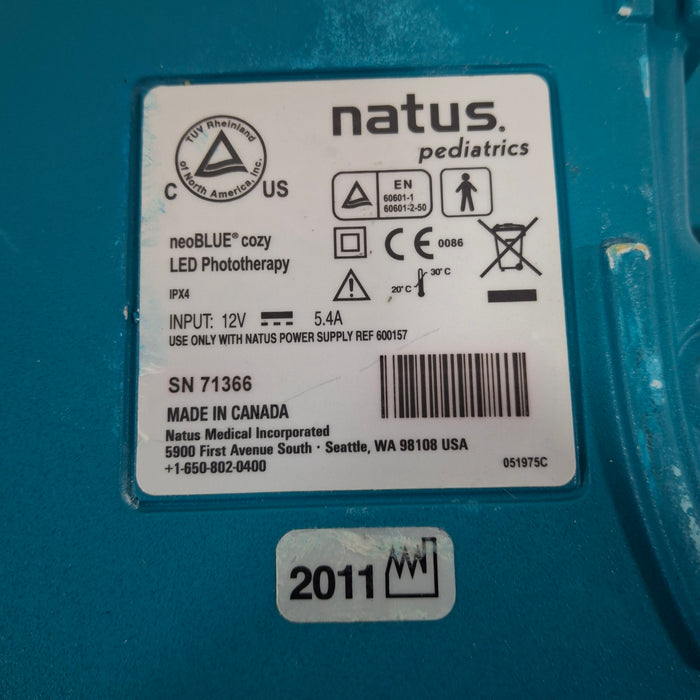 TUV Rheinland
of North America, Inc.
C US
natus.
pediatrics
EN
60601-1
60601-2-50
neoBLUE® cozy
LED Phototherapy
CE 0086
IPX4
20°C 30°C
INPUT: 12V 5.4A
USE ONLY WITH NATUS POWER SUPPLY REF 600157
SN 71366
MADE IN CANADA
Natus Medical Incorporated
5900 First Avenue South · Seattle, WA 98108 USA
+1-650-802-0400
051975C
2011